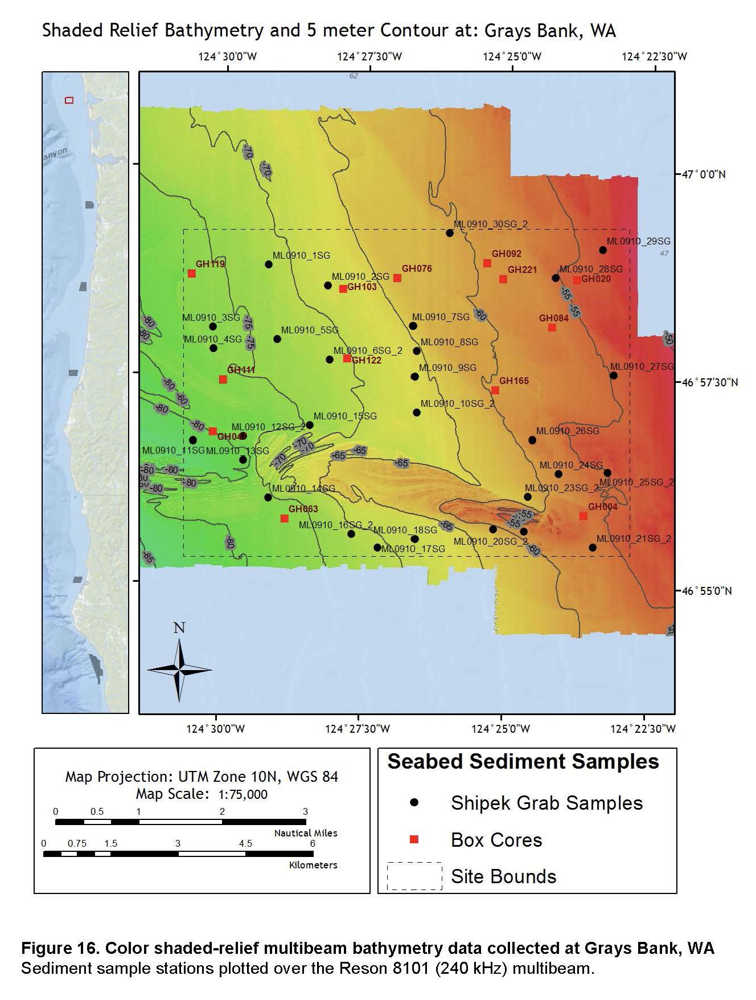 Shaded Relief Bathymetry and 5 meter Contour at: Grays Bank, WA
124°30'0"W 124°27'30"W 124°25'0"W 124°22'30"W
62
anyon
-70
-70
47°0'0"N
ML0910_30SG_2
ML0910_29SG
47
ML0910_1SG
GH092
GH119
GH076
GH221
ML0910_28SG
ML0910_2SG
GH020
GH103
-55
-55
-60
ML0910_3SG
ML0910_7SG
GH084
-80
-75
-80
ML0910_5SG
ML0910_4SG
-75
ML0910_8SG
-50
ML0910_6SG_2
GH122
ML0910_9SG
ML0910_27SG
GH111
GH165
46°57'30"N
-80
-80
-80
ML0910_10SG_2
ML0910_15SG
-80
ML0910_12SG_2
ML0910_26SG
GH047
-70
-70
ML0910_11SG
ML0910_13SG
-65
-65
-70
-65
ML0910_24SG
-80
-80
-80
-80
ML0910_25SG_2
ML0910_14SG
ML0910_23SG_2
GH063
GH004
-55
-55
ML0910_16SG_2
-65
ML0910_18SG
ML0910_20SG_2
ML0910_21SG_2
-80
ML0910_17SG
-60
-85
46°55'0"N
N
124°30'0"W 124°27'30"W 124°25'0"W 124°22'30"W
Map Projection: UTM Zone 10N, WGS 84
Map Scale: 1:75,000
0 0.5 1 2 3
Nautical Miles
0 0.75 1.5 3 4.5 6
Kilometers
Seabed Sediment Samples
Shipek Grab Samples
Box Cores
Site Bounds
Figure 16. Color shaded-relief multibeam bathymetry data collected at Grays Bank, WA
Sediment sample stations plotted over the Reson 8101 (240 kHz) multibeam.